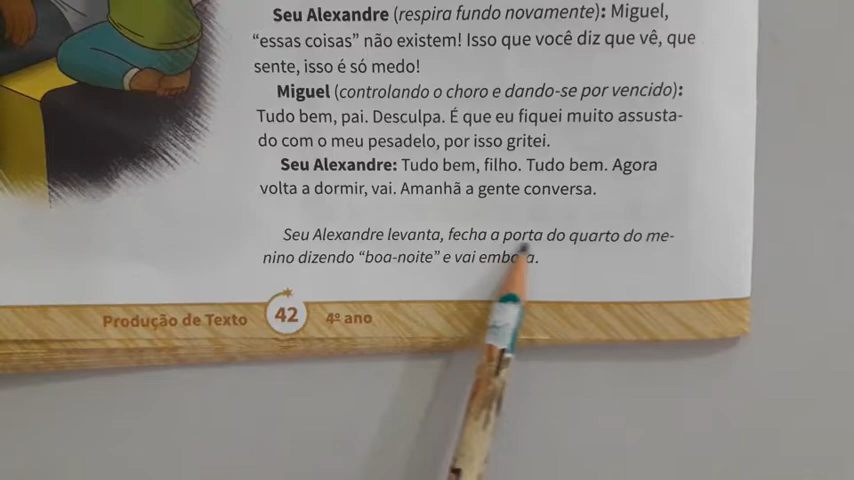 Seu Alexandre (respira fundo novamente): Miguel,
“essas coisas” não existem! Isso que você diz que vê, que
sente, isso é só medo!
Miguel (controlando o choro e dando-se por vencido):
Tudo bem, pai. Desculpa. É que eu fiquei muito assusta-
do com o meu pesadelo, por isso gritei.
Seu Alexandre: Tudo bem, filho. Tudo bem. Agora
volta a dormir, vai. Amanhã a gente conversa.
Seu Alexandre levanta, fecha a porta do quarto do me-
nino dizendo “boa-noite” e vai embora.
Produção de Texto 42 4º ano